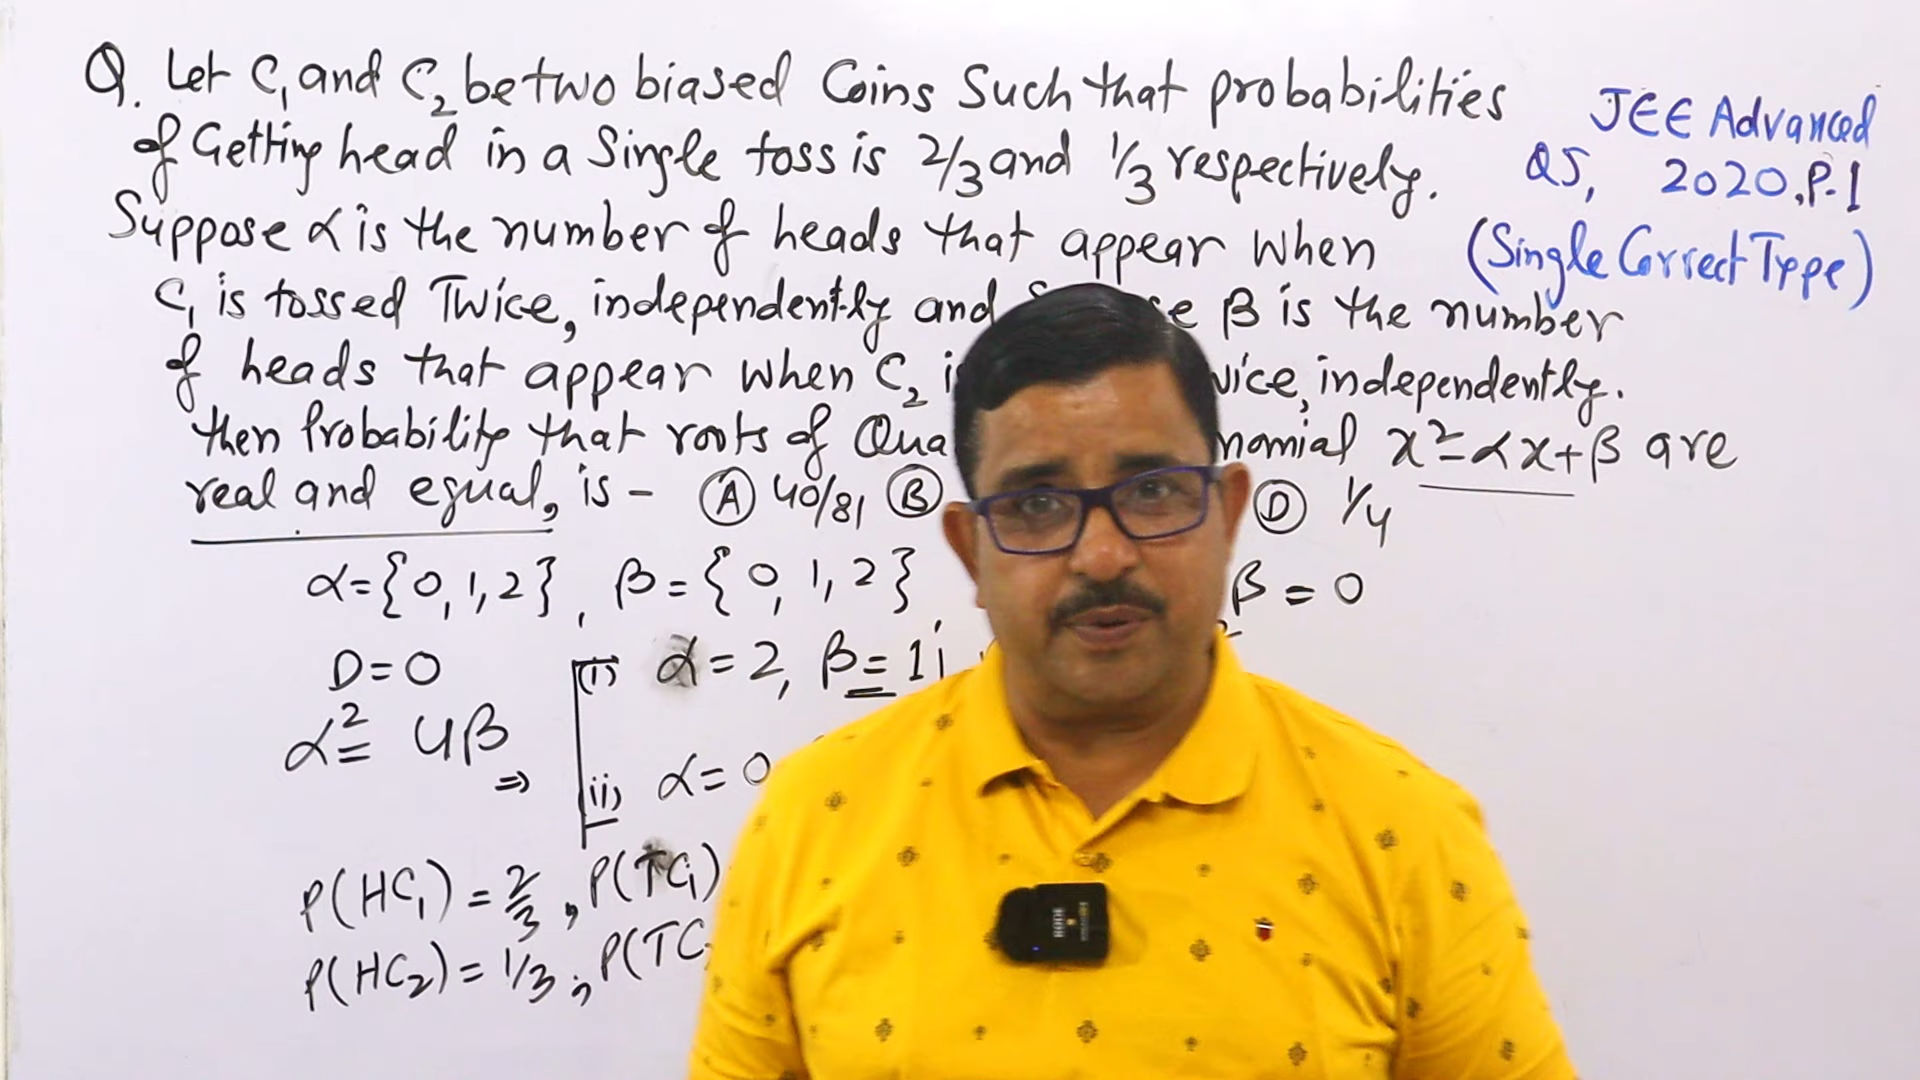 Q. Let C₁ and C₂ be two biased Coins Such that probabilities
of Getting head in a Single toss is 2/3 and 1/3 respectively.
Suppose α is the number of heads that appear when
C₁ is tossed Twice, independently and β is the number
of heads that appear when C₂ independently.
then Probability that roots of x²-αx+β are
real and equal, is - (A) 40/81 (B) (D) 1/4
JEE Advanced
Q5, 2020.P-1
(Single Correct Type)
α={0,1,2}, β={0,1,2} β=0
D=0
α²=4β ⇒
(i) α=2, β=1;
ii) α=0
P(HC₁)=2/3, P(TC₁)
P(HC₂)=1/3; P(TC
RODE